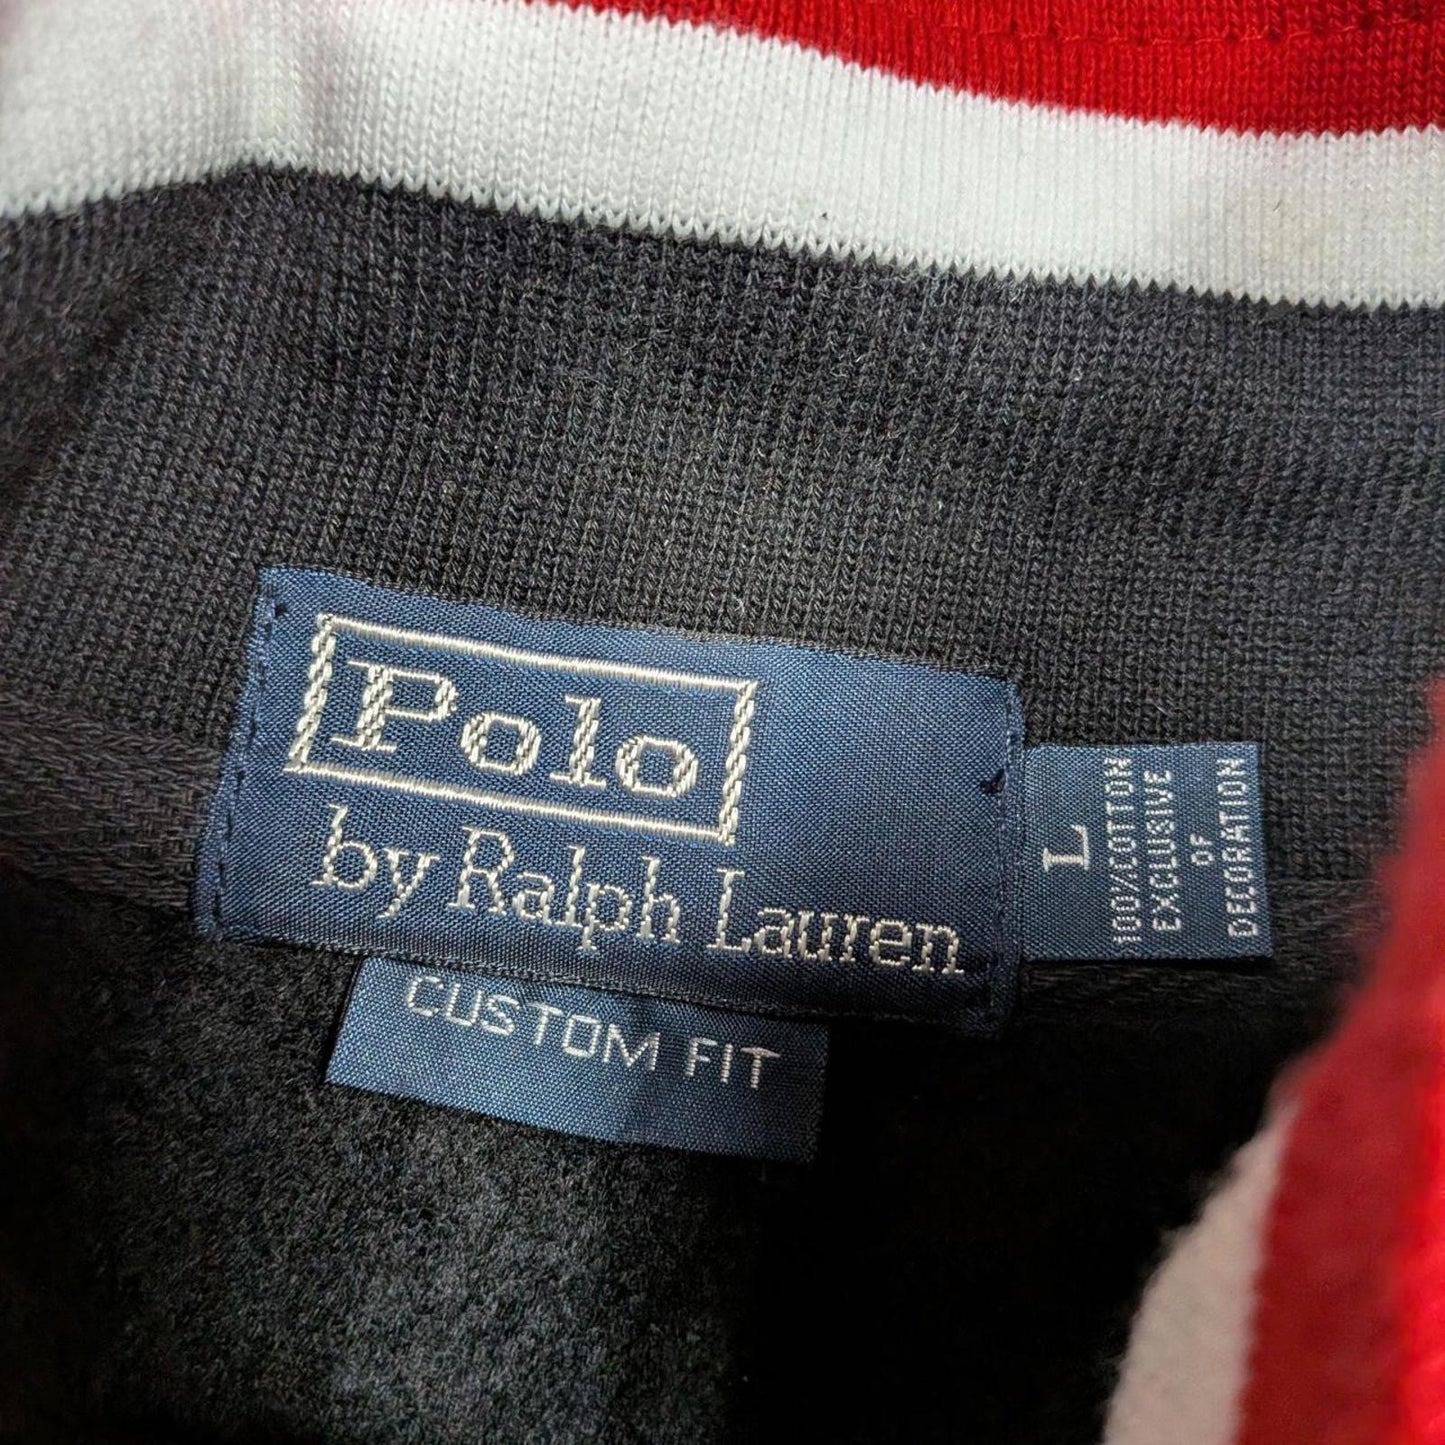 Polo
by Ralph Lauren
CUSTOM FIT
L
100% COTTON
EXCLUSIVE
OF
DECORATION